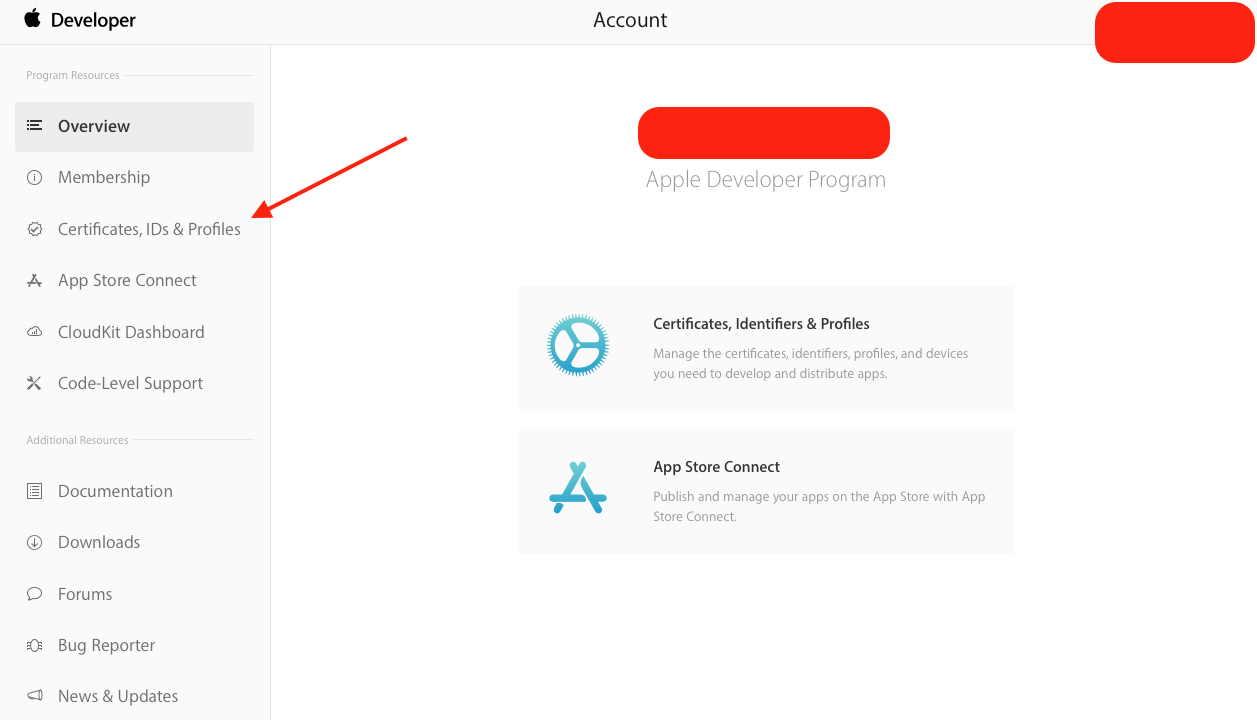 Developer
Account
Program Resources
Overview
Membership
Certificates, IDs & Profiles
App Store Connect
CloudKit Dashboard
Code-Level Support
Additional Resources
Documentation
Downloads
Forums
Bug Reporter
News & Updates
Apple Developer Program
Certificates, Identifiers & Profiles
Manage the certificates, identifiers, profiles, and devices
you need to develop and distribute apps.
App Store Connect
Publish and manage your apps on the App Store with App
Store Connect.